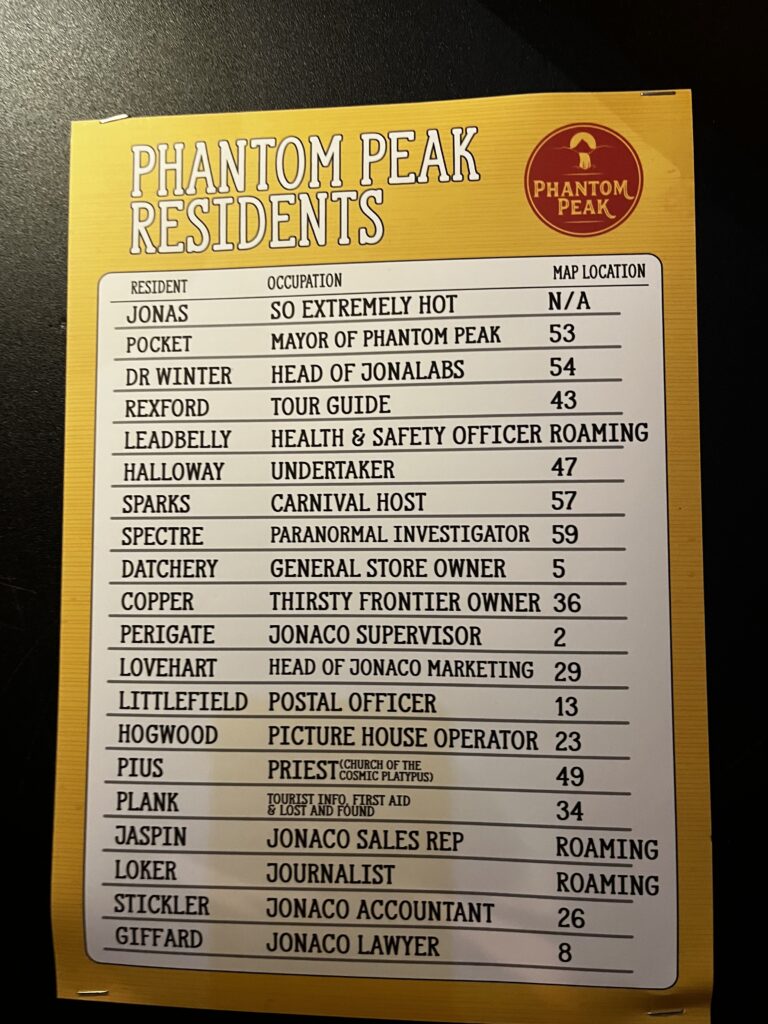 PHANTOM PEAK
RESIDENTS
PHANTOM
PEAK
RESIDENT OCCUPATION MAP LOCATION
JONAS SO EXTREMELY HOT N/A
POCKET MAYOR OF PHANTOM PEAK 53
DR WINTER HEAD OF JONALABS 54
REXFORD TOUR GUIDE 43
LEADBELLY HEALTH & SAFETY OFFICER ROAMING
HALLOWAY UNDERTAKER 47
SPARKS CARNIVAL HOST 57
SPECTRE PARANORMAL INVESTIGATOR 59
DATCHERY GENERAL STORE OWNER 5
COPPER THIRSTY FRONTIER OWNER 36
PERIGATE JONACO SUPERVISOR 2
LOVEHART HEAD OF JONACO MARKETING 29
LITTLEFIELD POSTAL OFFICER 13
HOGWOOD PICTURE HOUSE OPERATOR 23
PIUS PRIEST (CHURCH OF THE
COSMIC PLATYPUS) 49
PLANK TOURIST INFO, FIRST AID
& LOST AND FOUND 34
JASPIN JONACO SALES REP ROAMING
LOKER JOURNALIST ROAMING
STICKLER JONACO ACCOUNTANT 26
GIFFARD JONACO LAWYER 8